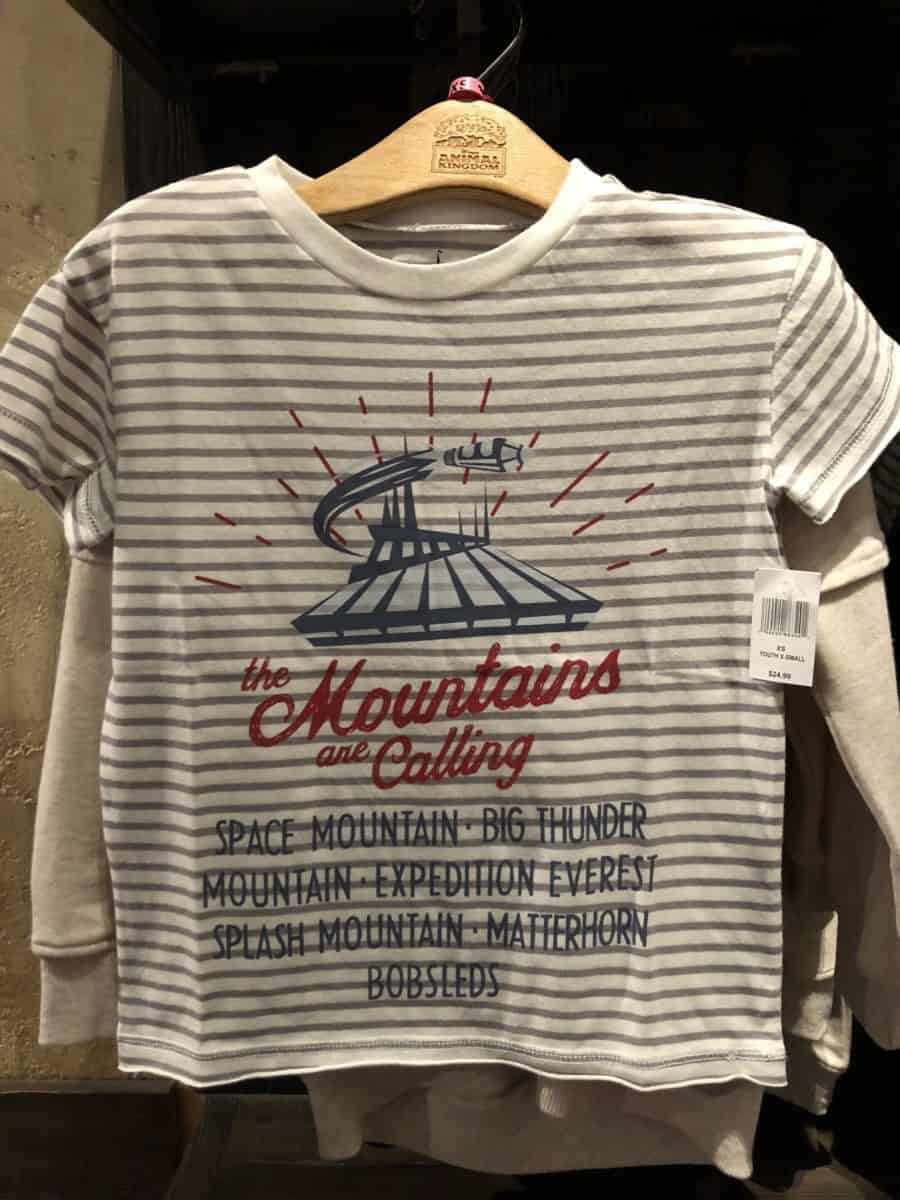 XS
ANIMAL
KINGDOM
XS
YOUTH X-SMALL
$24.99
the
Mountains
are Calling
SPACE MOUNTAIN · BIG THUNDER
MOUNTAIN · EXPEDITION EVEREST
SPLASH MOUNTAIN · MATTERHORN
BOBSLEDS